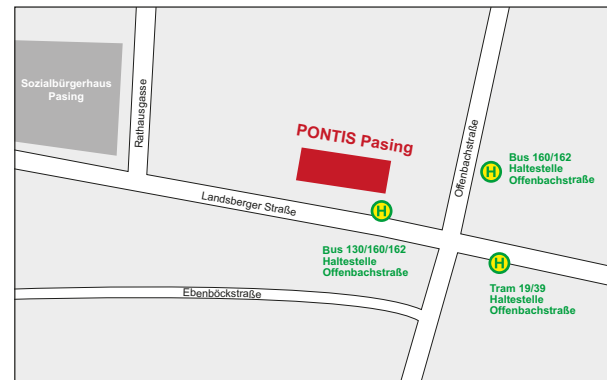 Sozialbürgerhaus
Pasing
Rathausgasse
PONTIS Pasing
Offenbachstraße
H
Bus 160/162
Haltestelle
Offenbachstraße
Landsberger Straße
H
Bus 130/160/162
Haltestelle
Offenbachstraße
H
Tram 19/39
Haltestelle
Offenbachstraße
Ebenböckstraße